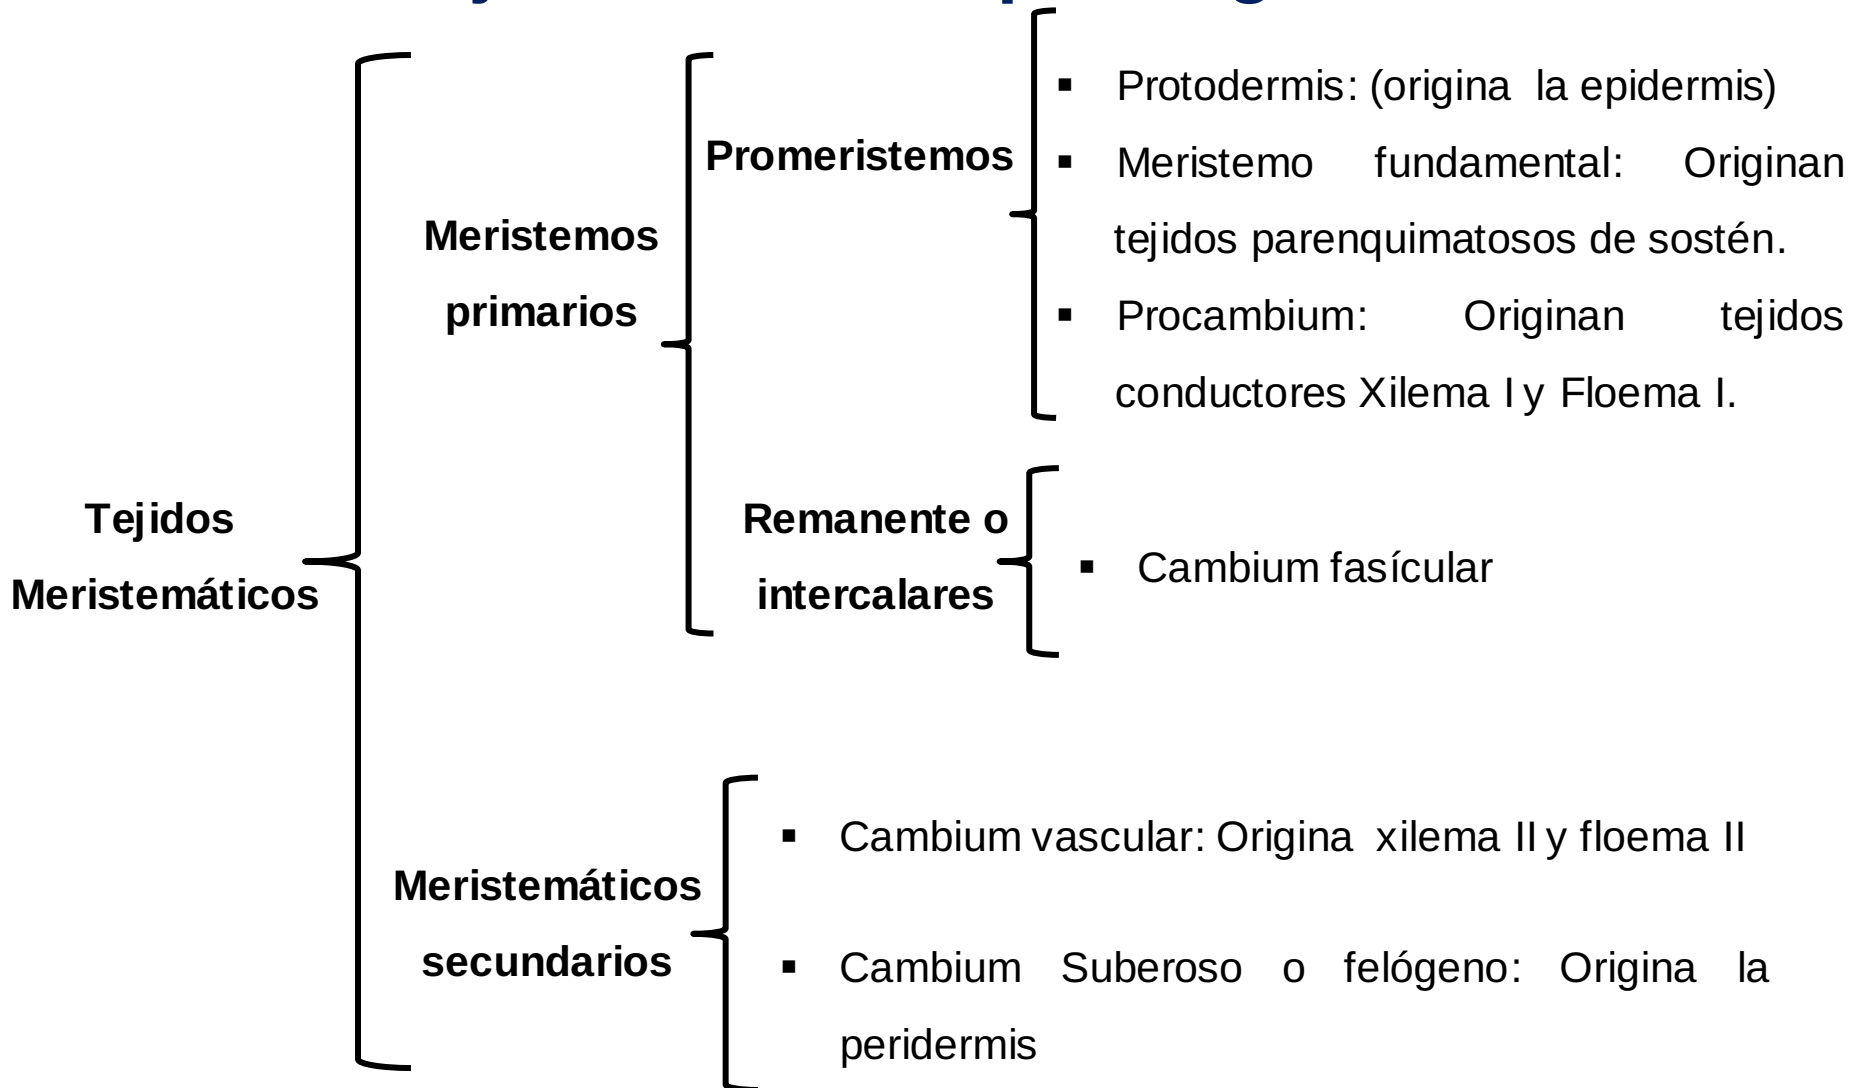 Protodermis: (origina la epidermis)
Promeristemos
Meristemo fundamental: Originan
tejidos parenquimatosos de sostén.
Meristemos
primarios
Procambium: Originan tejidos
conductores Xilema I y Floema I.
Tejidos
Meristemáticos
Remanente o
intercalares
Cambium fasícular
Cambium vascular: Origina xilema II y floema II
Meristemáticos
secundarios
Cambium Suberoso o felógeno: Origina la
peridermis